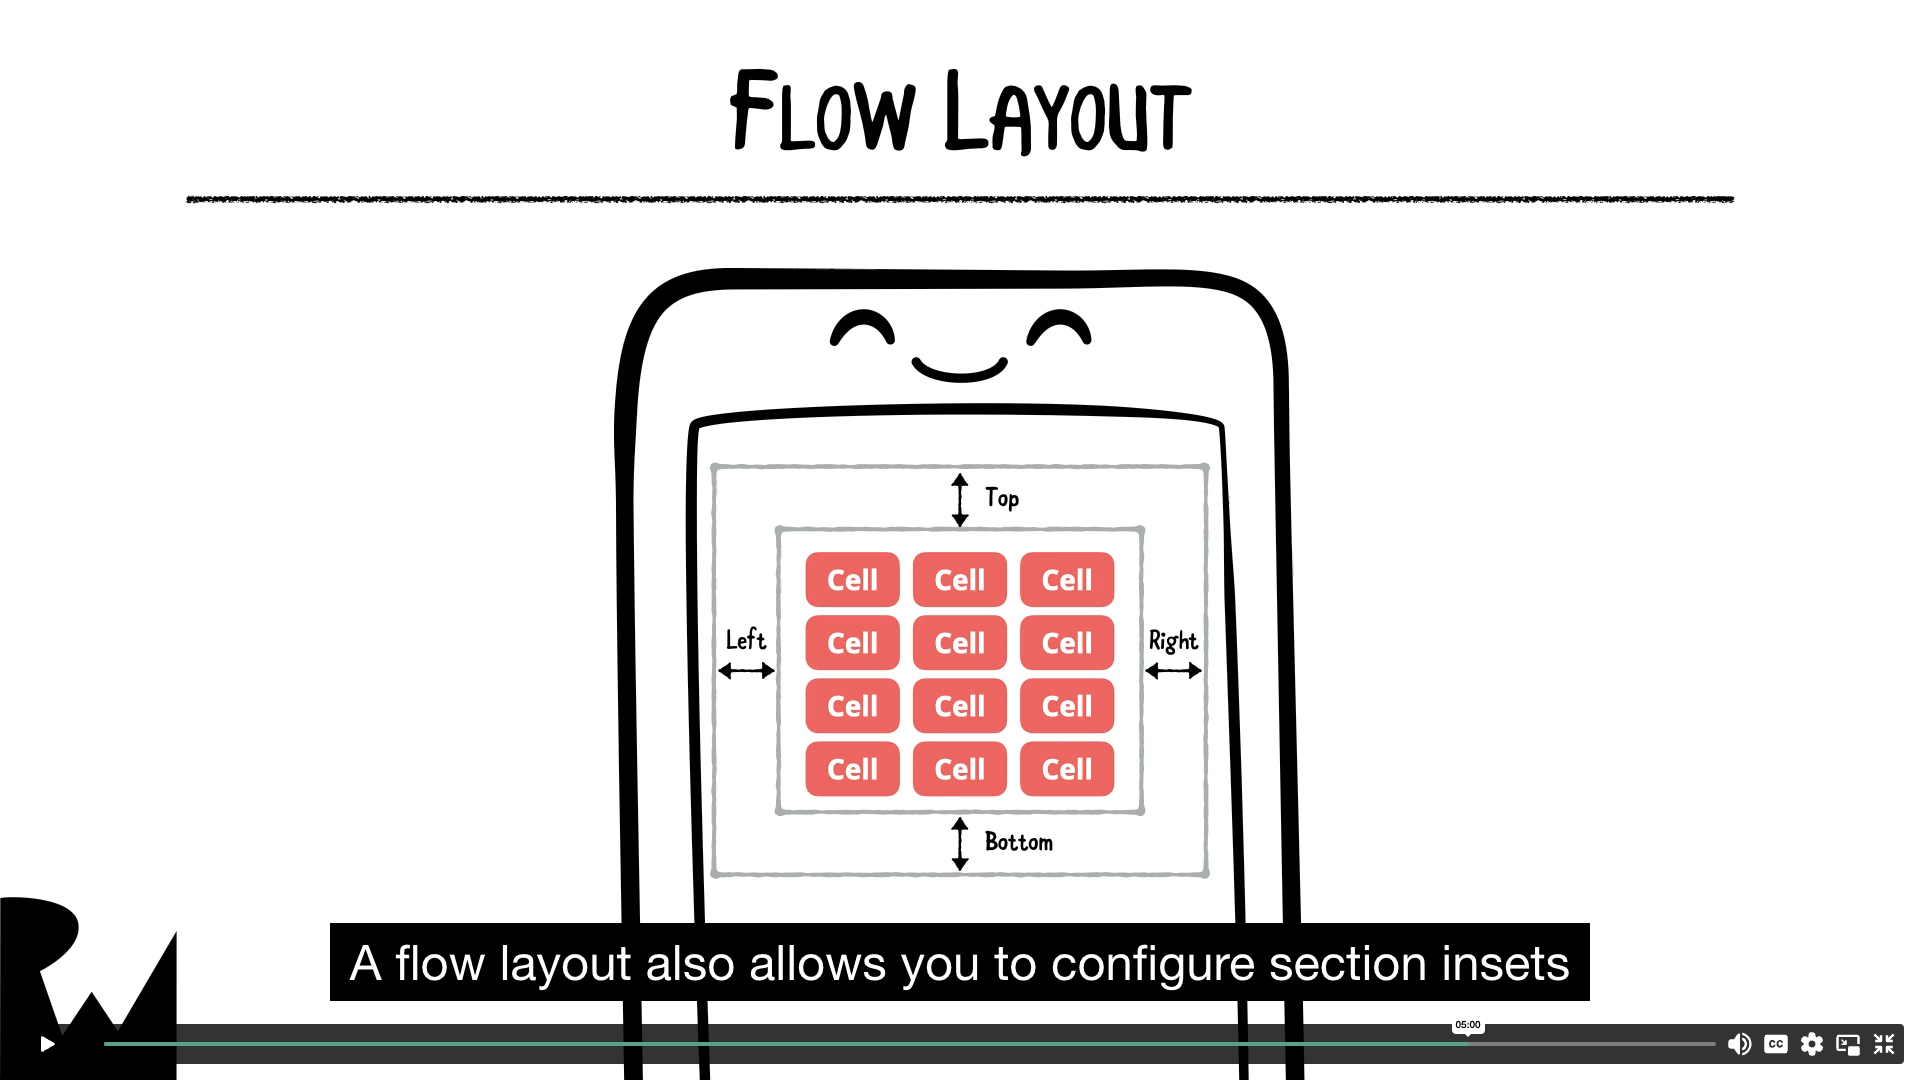 Flow Layout
Top
Cell Cell Cell
Cell Cell Cell
Left
Right
Cell Cell Cell
Cell Cell Cell
Bottom
RW
A flow layout also allows you to configure section insets
05:00
CC